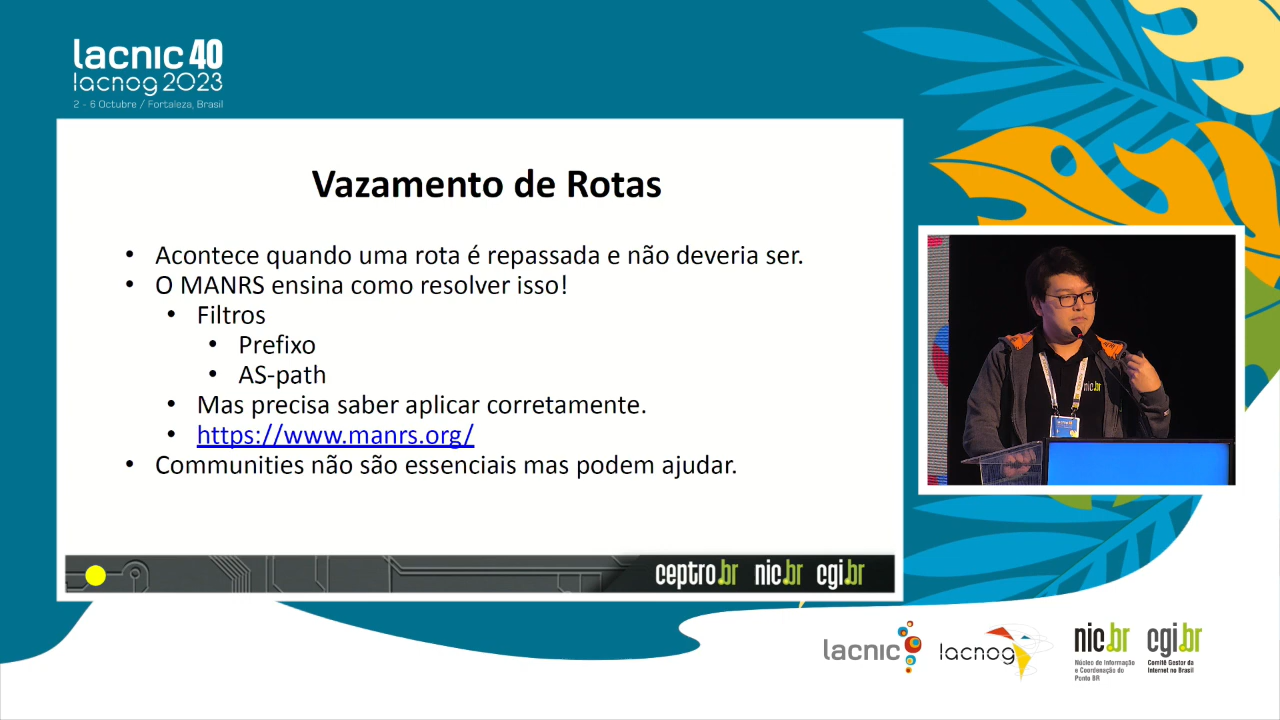 lacnic 40
lacnog 2023
2 - 6 Octubre / Fortaleza, Brasil
Vazamento de Rotas
• Acontece quando uma rota é repassada e não deveria ser.
• O MANRS ensina como resolver isso!
• Filtros
• Prefixo
• AS-path
• Mas precisa saber aplicar corretamente.
• https://www.manrs.org/
• Communities não são essenciais mas podem ajudar.
ceptro.br nic.br cgi.br
nic.br
lacnic
lacnog
nic.br
Núcleo de Informação
e Coordenação do
Ponto BR
cgi.br
Comitê Gestor da
Internet no Brasil